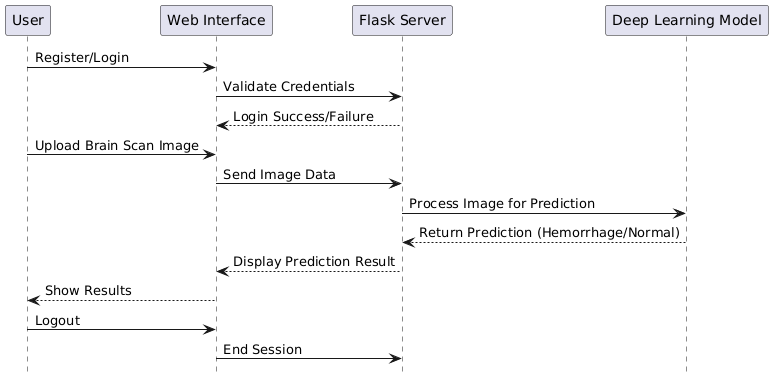 User
Web Interface
Flask Server
Deep Learning Model
Register/Login
Validate Credentials
Login Success/Failure
Upload Brain Scan Image
Send Image Data
Process Image for Prediction
Return Prediction (Hemorrhage/Normal)
Display Prediction Result
Show Results
Logout
End Session